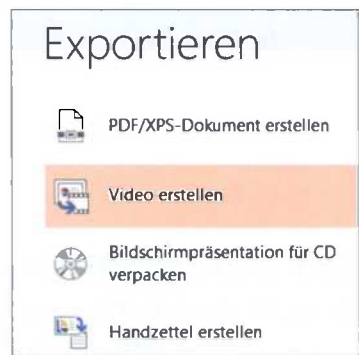 Exportieren
PDF/XPS-Dokument erstellen
Video erstellen
Bildschirmpräsentation für CD
verpacken
Handzettel erstellen